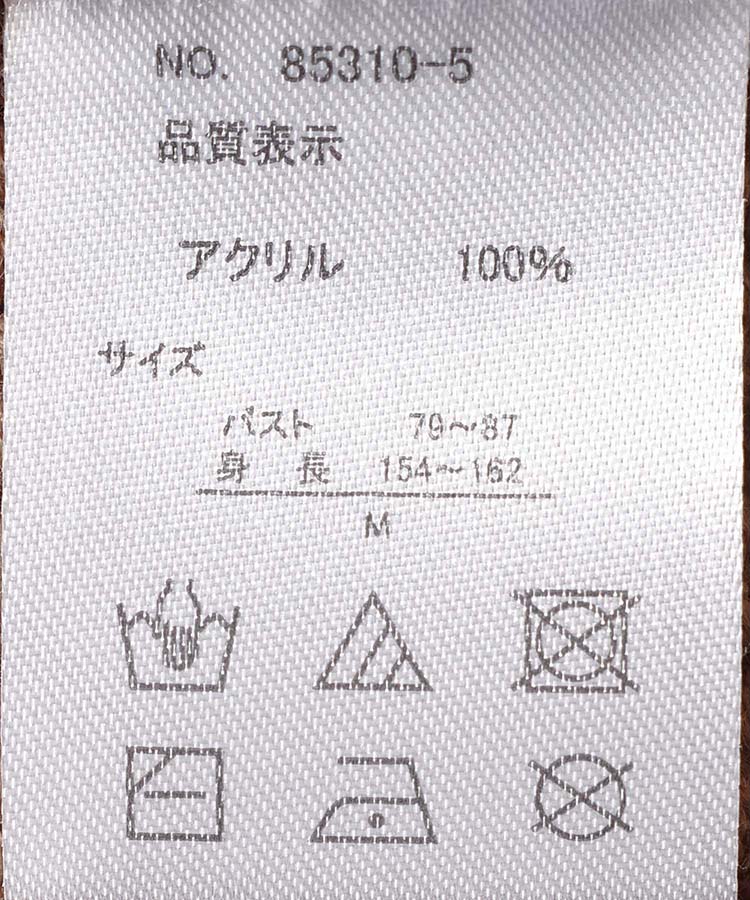 NO. 85310-5
品質表示
アクリル 100%
サイズ
バスト 79～87
身 長 154～162
M